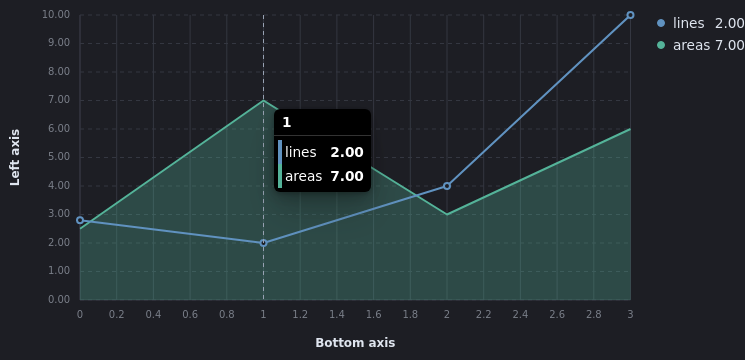 10.00
9.00
8.00
7.00
6.00
5.00
4.00
3.00
2.00
1.00
0.00
Left axis
0 0.2 0.4 0.6 0.8 1 1.2 1.4 1.6 1.8 2 2.2 2.4 2.6 2.8 3
Bottom axis
1
lines 2.00
areas 7.00
lines 2.00
areas 7.00